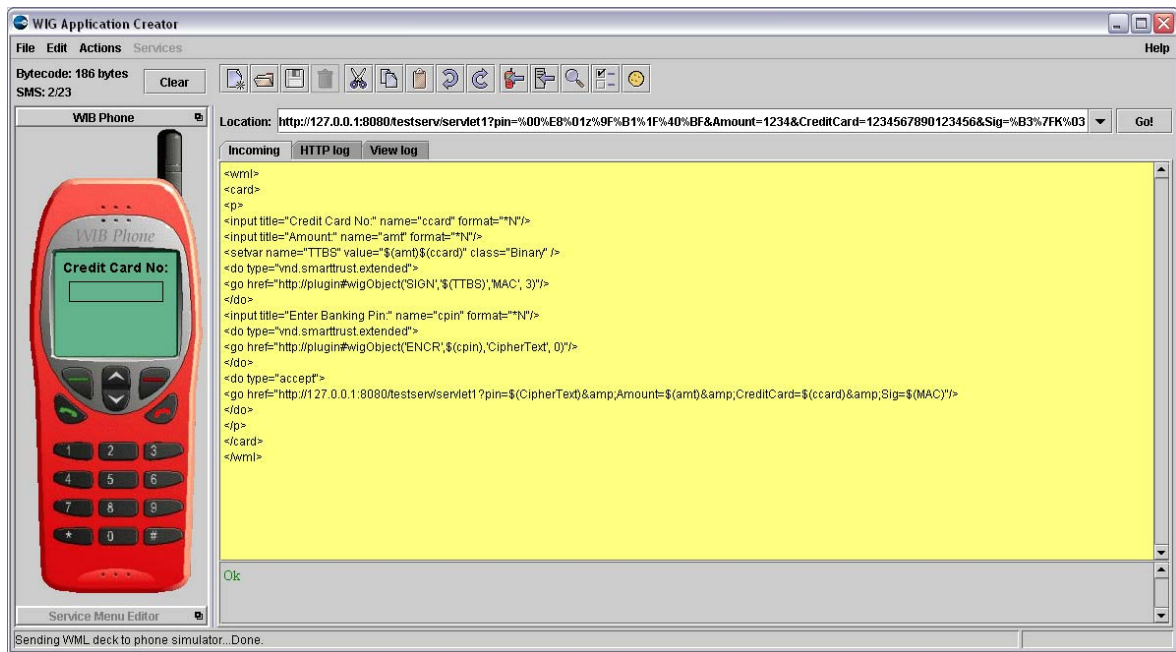 WIG Application Creator
File Edit Actions Services Help
Bytecode: 186 bytes
SMS: 2/23
Clear
WIB Phone
Location: http://127.0.0.1:8080/testserv/servlet1?pin=%00%E8%01z%9F%B1%1F%40%BF&Amount=1234&CreditCard=1234567890123456&Sig=%B3%7FK%03 Go!
Incoming HTTP log View log
<wml>
<card>
<p>
<input title="Credit Card No:" name="ccard" format="*N"/>
<input title="Amount:" name="amt" format="*N"/>
<setvar name="TTBS" value="$(amt)$(ccard)" class="Binary" />
<do type="vnd.smarttrust.extended">
<go href="http://plugin#wigObject('SIGN','$(TTBS)','MAC', 3)"/>
</do>
<input title="Enter Banking Pin:" name="cpin" format="*N"/>
<do type="vnd.smarttrust.extended">
<go href="http://plugin#wigObject('ENCR',$(cpin),'CipherText', 0)"/>
</do>
<do type="accept">
<go href="http://127.0.0.1:8080/testserv/servlet1?pin=$(CipherText)&amp;Amount=$(amt)&amp;CreditCard=$(ccard)&amp;Sig=$(MAC)"/>
</do>
</p>
</card>
</wml>
WIB Phone
Credit Card No:
1 2 3
4 5 6
7 8 9
* 0 #
Ok
Service Menu Editor
Sending WML deck to phone simulator...Done.